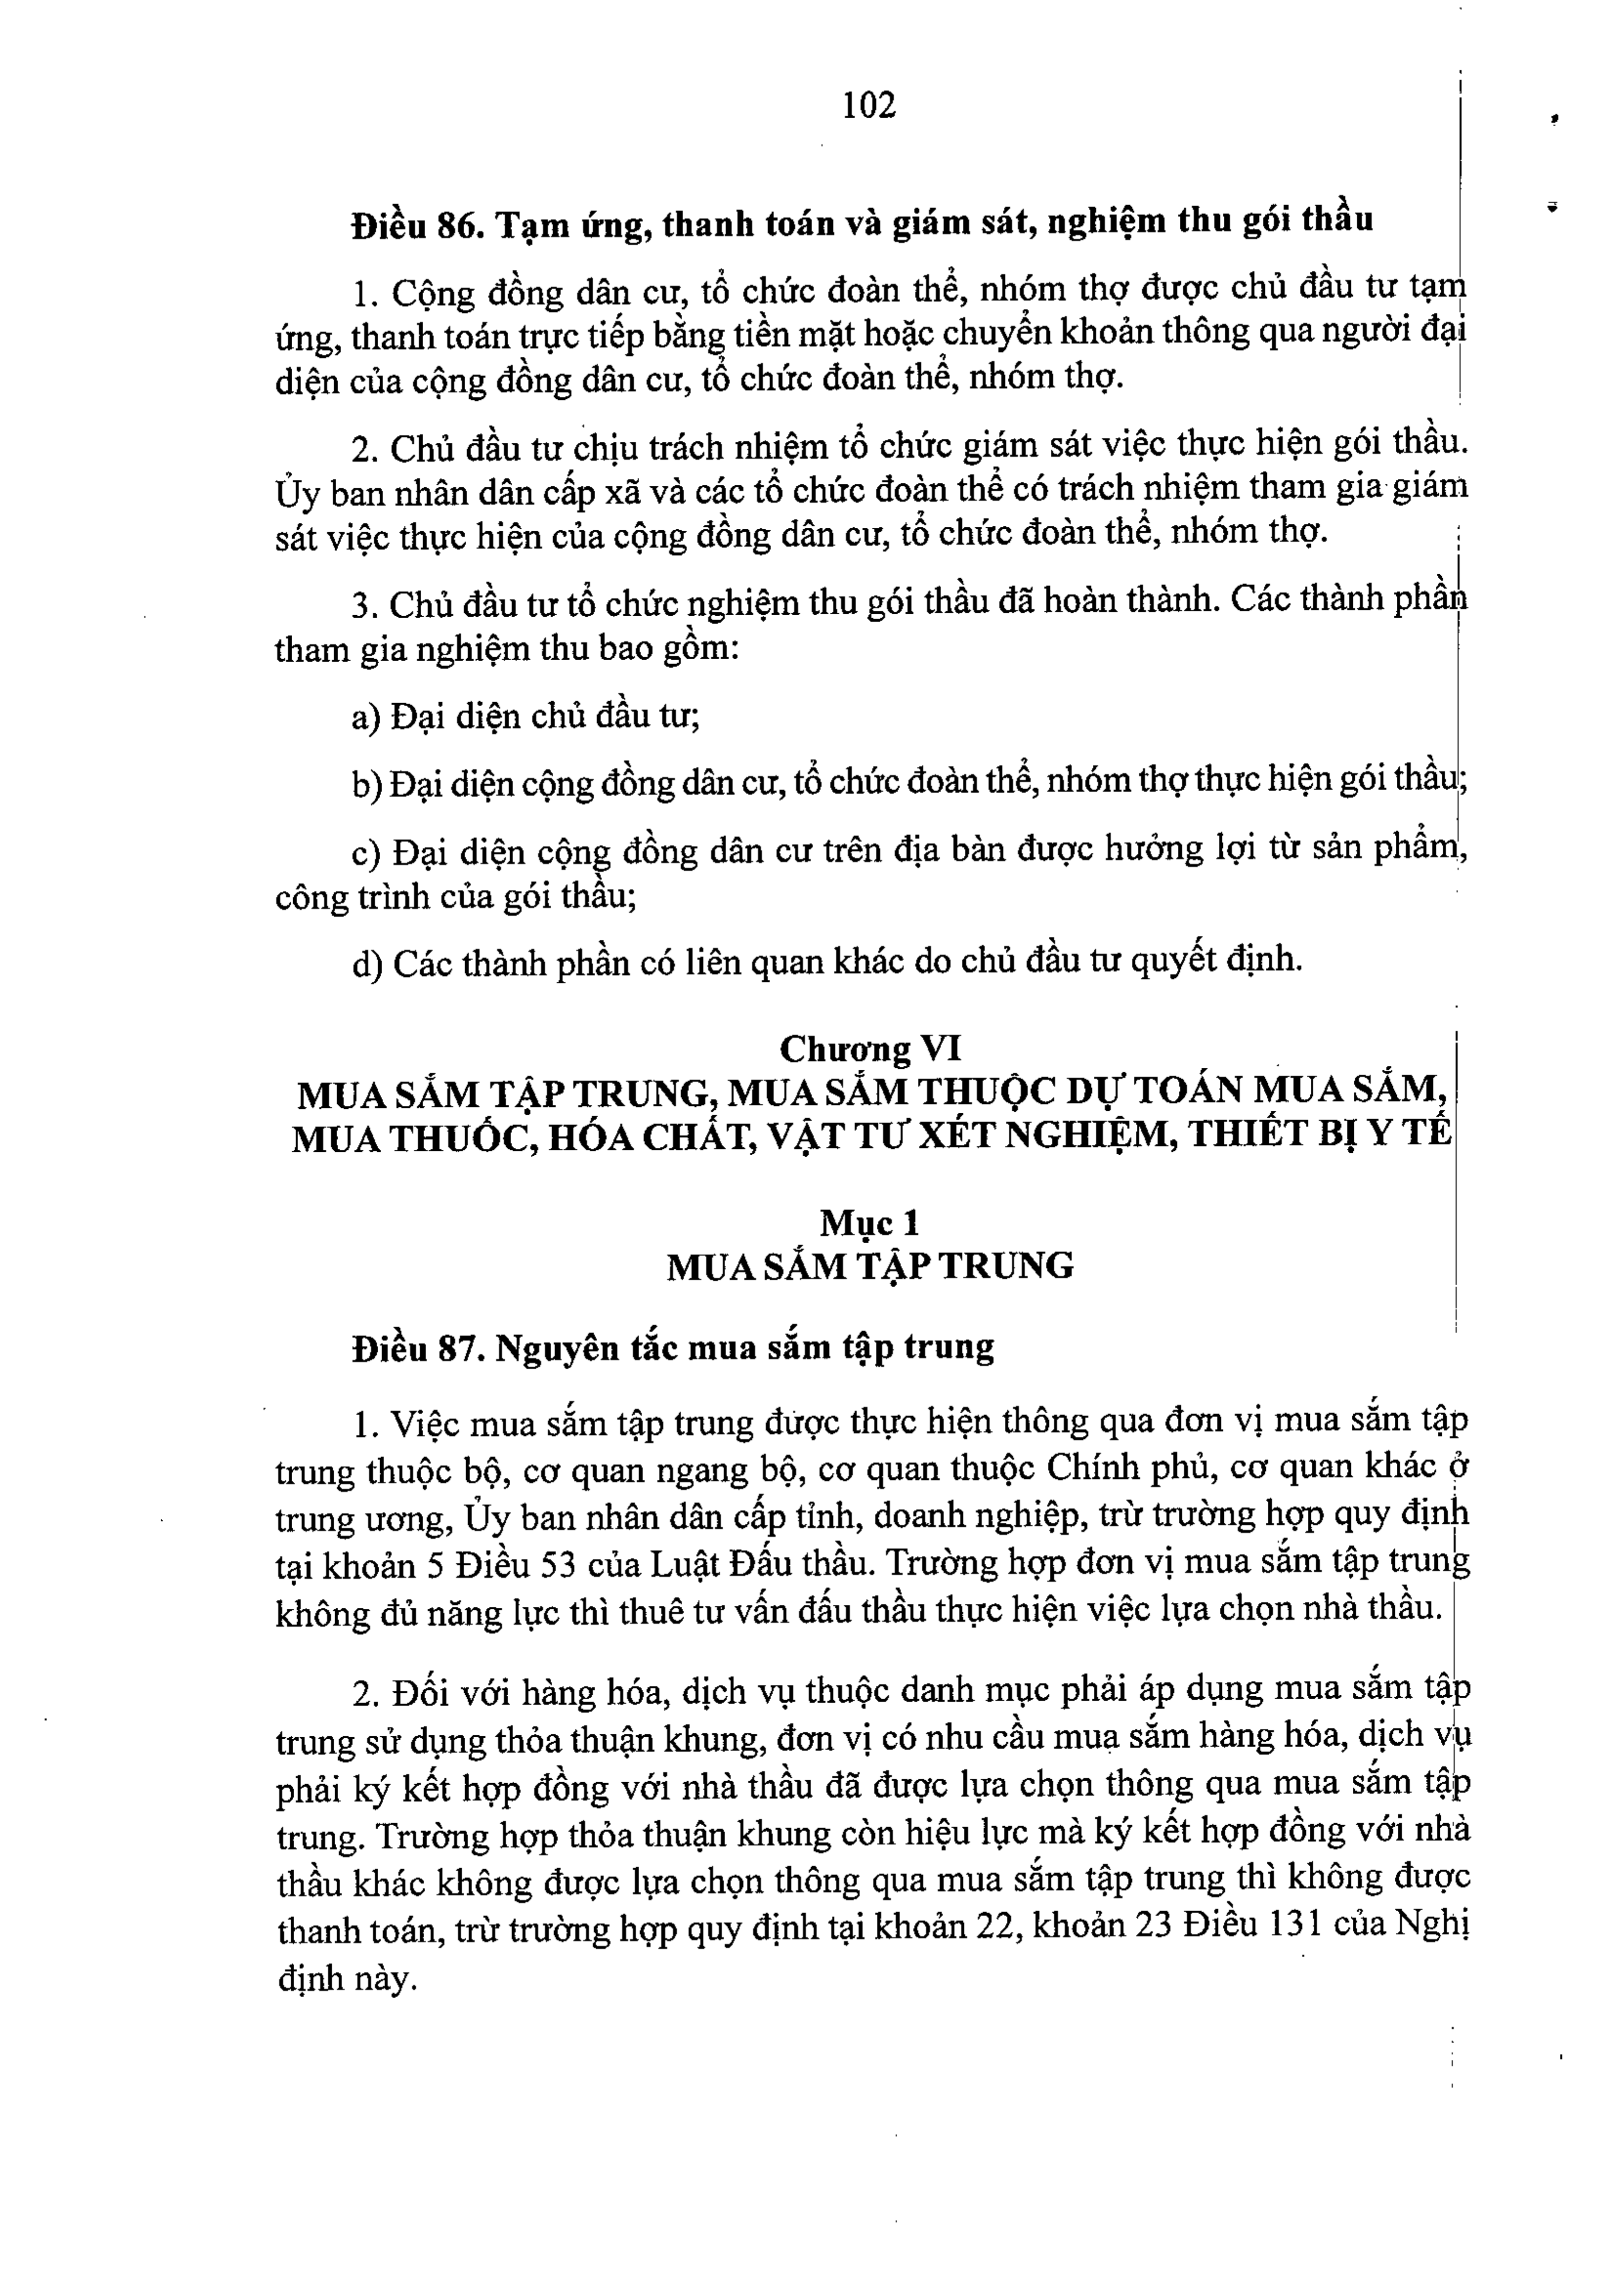 102
Điều 86. Tạm ứng, thanh toán và giám sát, nghiệm thu gói thầu
1. Cộng đồng dân cư, tổ chức đoàn thể, nhóm thợ được chủ đầu tư tạm
ứng, thanh toán trực tiếp bằng tiền mặt hoặc chuyển khoản thông qua người đại
diện của cộng đồng dân cư, tổ chức đoàn thể, nhóm thợ.
2. Chủ đầu tư chịu trách nhiệm tổ chức giám sát việc thực hiện gói thầu.
Ủy ban nhân dân cấp xã và các tổ chức đoàn thể có trách nhiệm tham gia giám
sát việc thực hiện của cộng đồng dân cư, tổ chức đoàn thể, nhóm thợ.
3. Chủ đầu tư tổ chức nghiệm thu gói thầu đã hoàn thành. Các thành phần
tham gia nghiệm thu bao gồm:
a) Đại diện chủ đầu tư;
b) Đại diện cộng đồng dân cư, tổ chức đoàn thể, nhóm thợ thực hiện gói thầu;
c) Đại diện cộng đồng dân cư trên địa bàn được hưởng lợi từ sản phẩm,
công trình của gói thầu;
d) Các thành phần có liên quan khác do chủ đầu tư quyết định.
Chương VI
MUA SẮM TẬP TRUNG, MUA SẮM THUỘC DỰ TOÁN MUA SẮM,
MUA THUỐC, HÓA CHẤT, VẬT TƯ XÉT NGHIỆM, THIẾT BỊ Y TẾ
Mục 1
MUA SẮM TẬP TRUNG
Điều 87. Nguyên tắc mua sắm tập trung
1. Việc mua sắm tập trung được thực hiện thông qua đơn vị mua sắm tập
trung thuộc bộ, cơ quan ngang bộ, cơ quan thuộc Chính phủ, cơ quan khác ở
trung ương, Ủy ban nhân dân cấp tỉnh, doanh nghiệp, trừ trường hợp quy định
tại khoản 5 Điều 53 của Luật Đấu thầu. Trường hợp đơn vị mua sắm tập trung
không đủ năng lực thì thuê tư vấn đấu thầu thực hiện việc lựa chọn nhà thầu.
2. Đối với hàng hóa, dịch vụ thuộc danh mục phải áp dụng mua sắm tập
trung sử dụng thỏa thuận khung, đơn vị có nhu cầu mua sắm hàng hóa, dịch vụ
phải ký kết hợp đồng với nhà thầu đã được lựa chọn thông qua mua sắm tập
trung. Trường hợp thỏa thuận khung còn hiệu lực mà ký kết hợp đồng với nhà
thầu khác không được lựa chọn thông qua mua sắm tập trung thì không được
thanh toán, trừ trường hợp quy định tại khoản 22, khoản 23 Điều 131 của Nghị
định này.